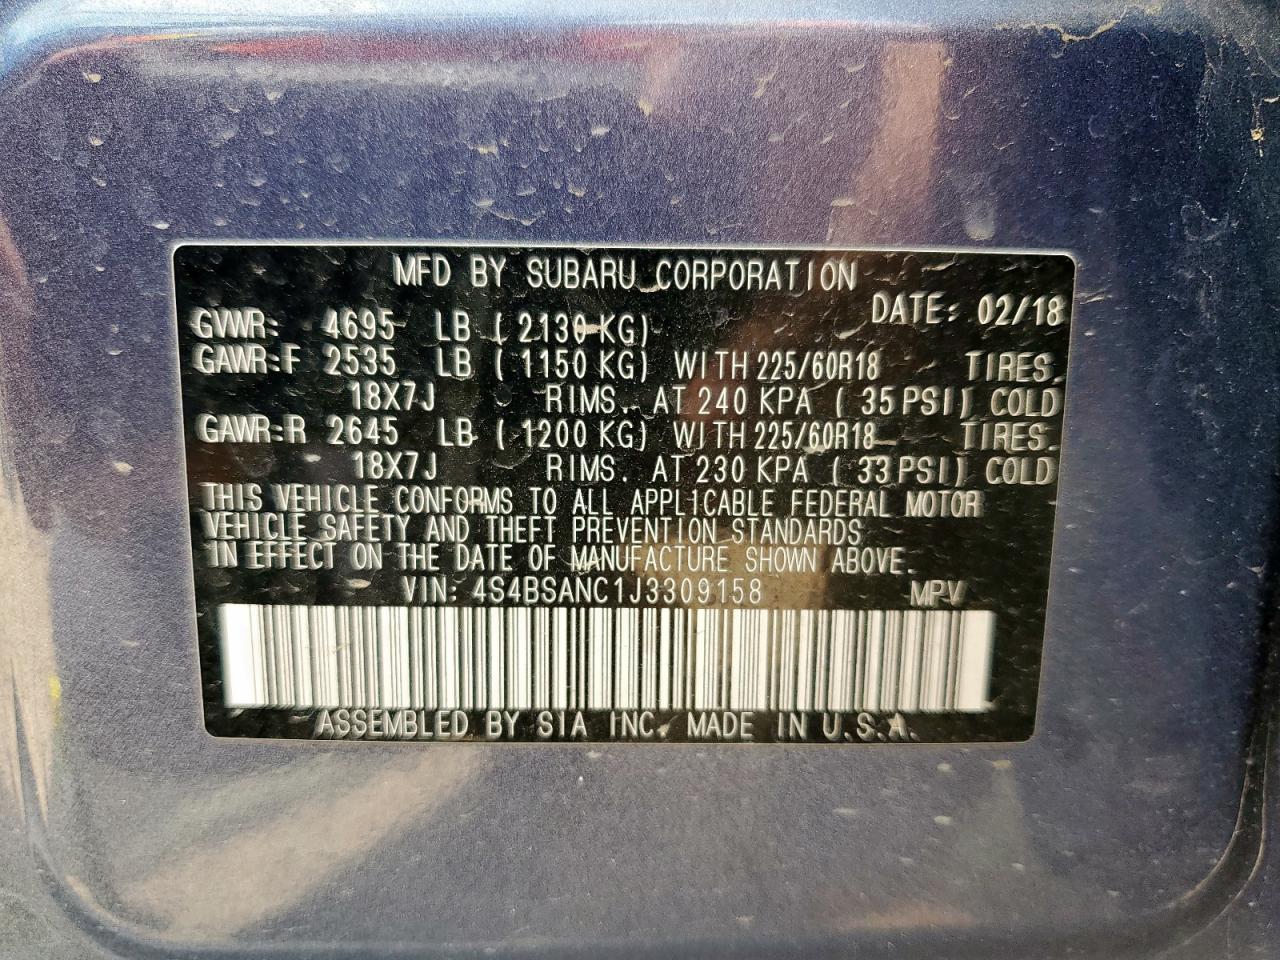 MFD BY SUBARU CORPORATION
DATE: 02/18
GVWR: 4695 LB ( 2130 KG)
GAWR:F 2535 LB ( 1150 KG) WITH 225/60R18 TIRES.
18X7J RIMS. AT 240 KPA ( 35 PSI) COLD
GAWR:R 2645 LB ( 1200 KG) WITH 225/60R18 TIRES.
18X7J RIMS. AT 230 KPA ( 33 PSI) COLD
THIS VEHICLE CONFORMS TO ALL APPLICABLE FEDERAL MOTOR
VEHICLE SAFETY AND THEFT PREVENTION STANDARDS
IN EFFECT ON THE DATE OF MANUFACTURE SHOWN ABOVE.
VIN: 4S4BSANC1J3309158 MPV
ASSEMBLED BY SIA INC. MADE IN U.S.A.